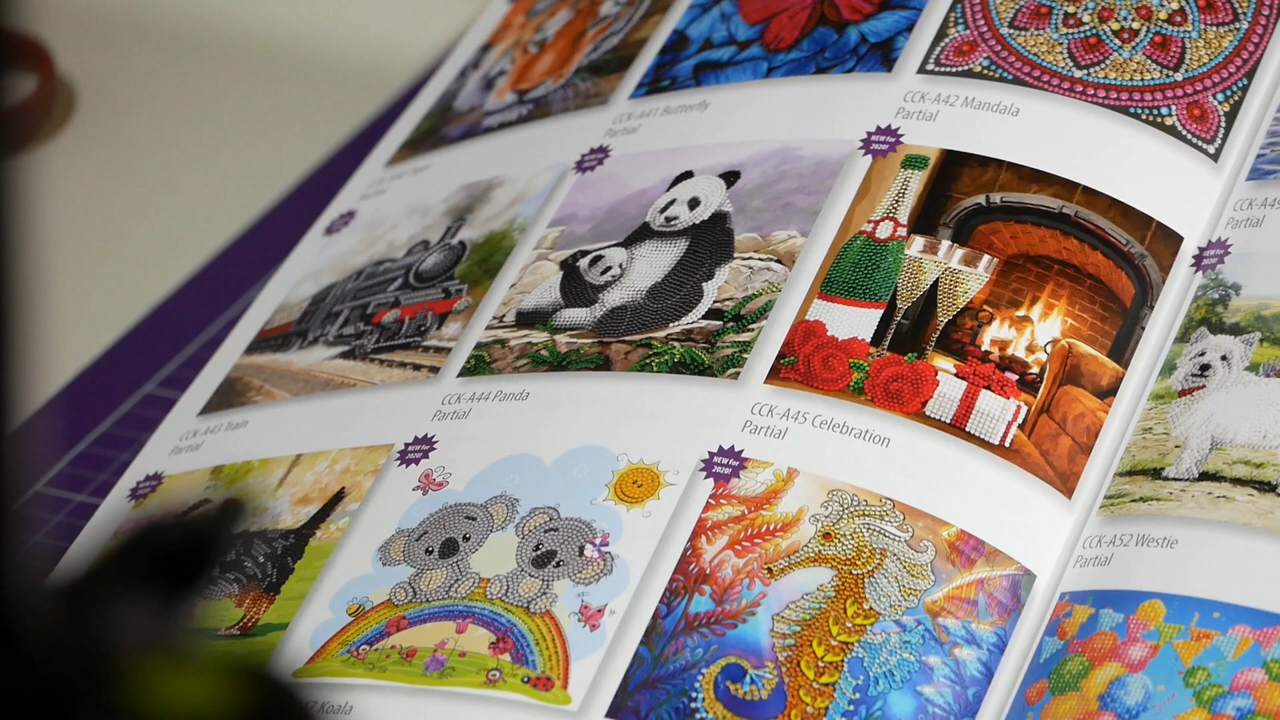 CCK-A41 Butterfly
Partial
CCK-A42 Mandala
Partial
CCK-A49
Partial
NEW for
2020!
CCK-A43 Train
Partial
CCK-A44 Panda
Partial
NEW for
2020!
CCK-A45 Celebration
Partial
NEW for
2020!
CCK-A52 Westie
Partial
NEW for
2020!
NEW for
2020!
Koala